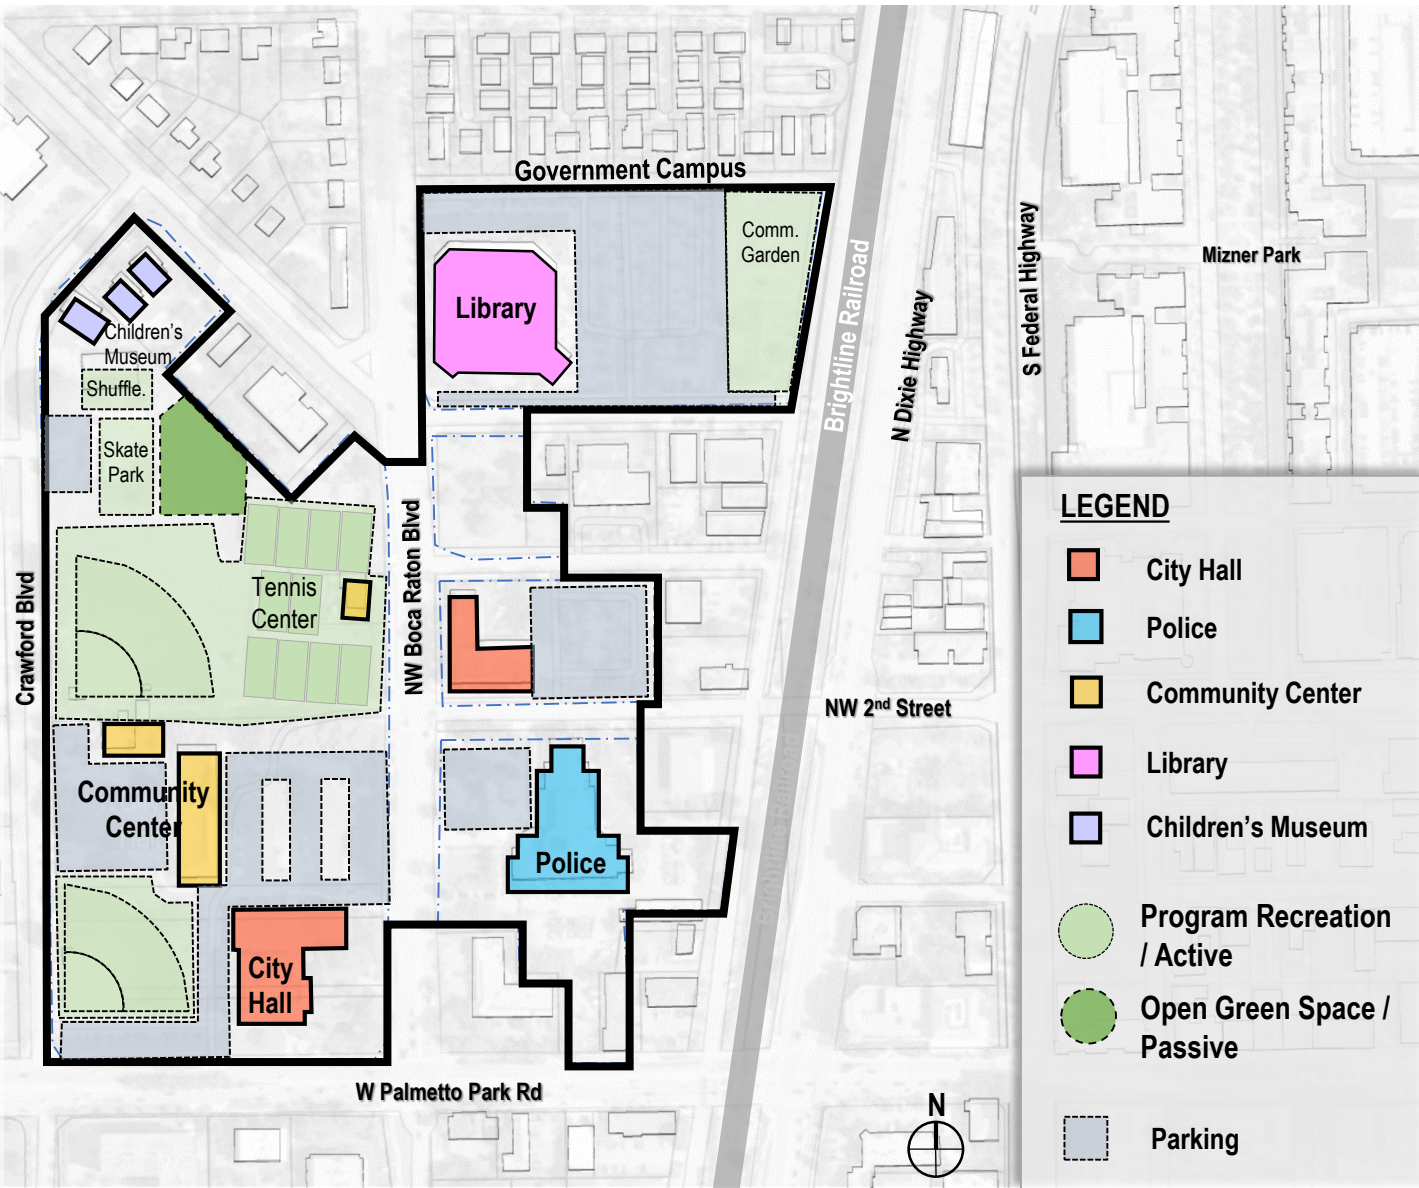 Government Campus
Comm.
Garden
Library
Brightline Railroad
N Dixie Highway
S Federal Highway
Mizner Park
Children's
Museum
Shuffle.
Skate
Park
Tennis
Center
Crawford Blvd
NW Boca Raton Blvd
NW 2nd Street
Brightline Railroad
Community
Center
Police
City
Hall
W Palmetto Park Rd
N
LEGEND
City Hall
Police
Community Center
Library
Children's Museum
Program Recreation
/ Active
Open Green Space /
Passive
Parking